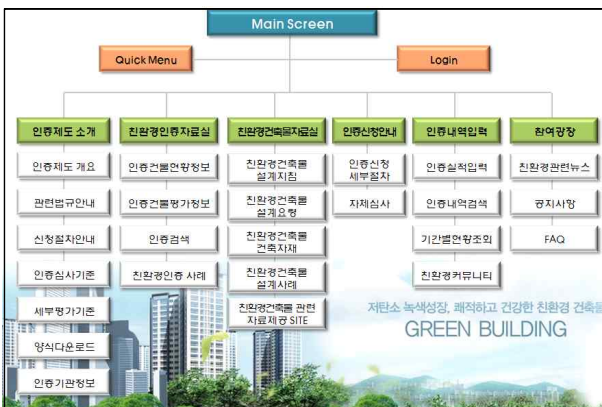 Main Screen
Quick Menu
Login
인증제도 소개
친환경인증자료실
친환경건축물자료실
인증신청안내
인증내역입력
참여광장
인증제도 개요
인증건물현황정보
친환경건축물
설계지침
인증신청
세부절차
인증실적입력
친환경관련뉴스
관련법규안내
인증건물평가정보
친환경건축물
설계요령
자체심사
인증내역검색
공지사항
신청절차안내
인증검색
친환경건축물
건축자재
기간별현황조회
FAQ
인증심사기준
친환경인증 사례
친환경건축물
설계사례
친환경커뮤니티
세부평가기준
친환경건축물 관련
자료제공 SITE
양식다운로드
인증기관정보
저탄소 녹색성장, 쾌적하고 건강한 친환경 건축물
GREEN BUILDING